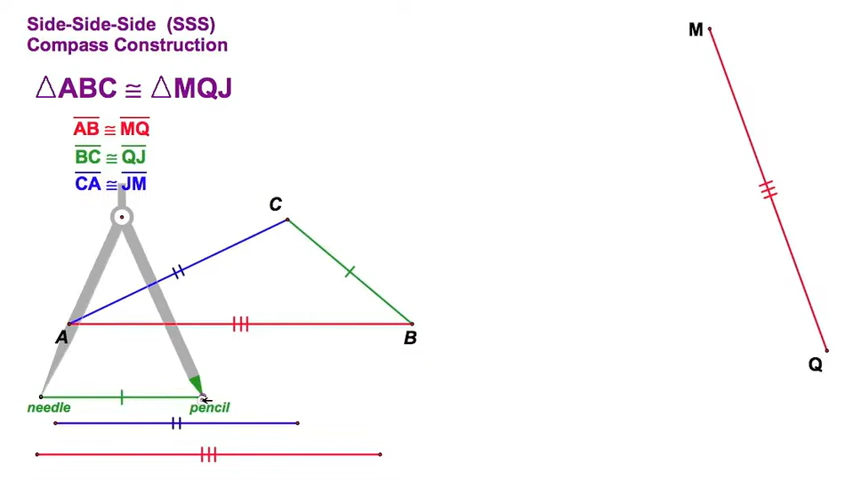 Side-Side-Side (SSS)
Compass Construction
△ABC ≅ △MQJ
AB ≅ MQ
BC ≅ QJ
CA ≅ JM
M
C
A
B
Q
needle
pencil